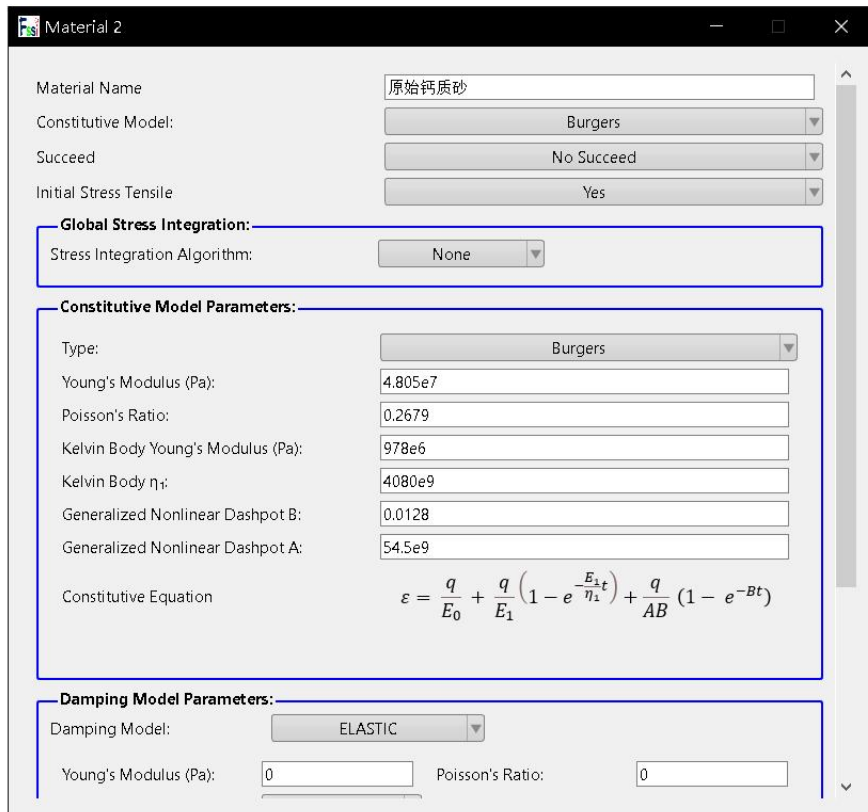 FssI Material 2
Material Name 原始钙质砂
Constitutive Model: Burgers
Succeed No Succeed
Initial Stress Tensile Yes
Global Stress Integration:
Stress Integration Algorithm: None
Constitutive Model Parameters:
Type: Burgers
Young's Modulus (Pa): 4.805e7
Poisson's Ratio: 0.2679
Kelvin Body Young's Modulus (Pa): 978e6
Kelvin Body η₁: 4080e9
Generalized Nonlinear Dashpot B: 0.0128
Generalized Nonlinear Dashpot A: 54.5e9
Constitutive Equation ε = q/E₀ + q/E₁ (1 − e^(−E₁/η₁ t)) + q/AB (1 − e^(−Bt))
Damping Model Parameters:
Damping Model: ELASTIC
Young's Modulus (Pa): 0 Poisson's Ratio: 0